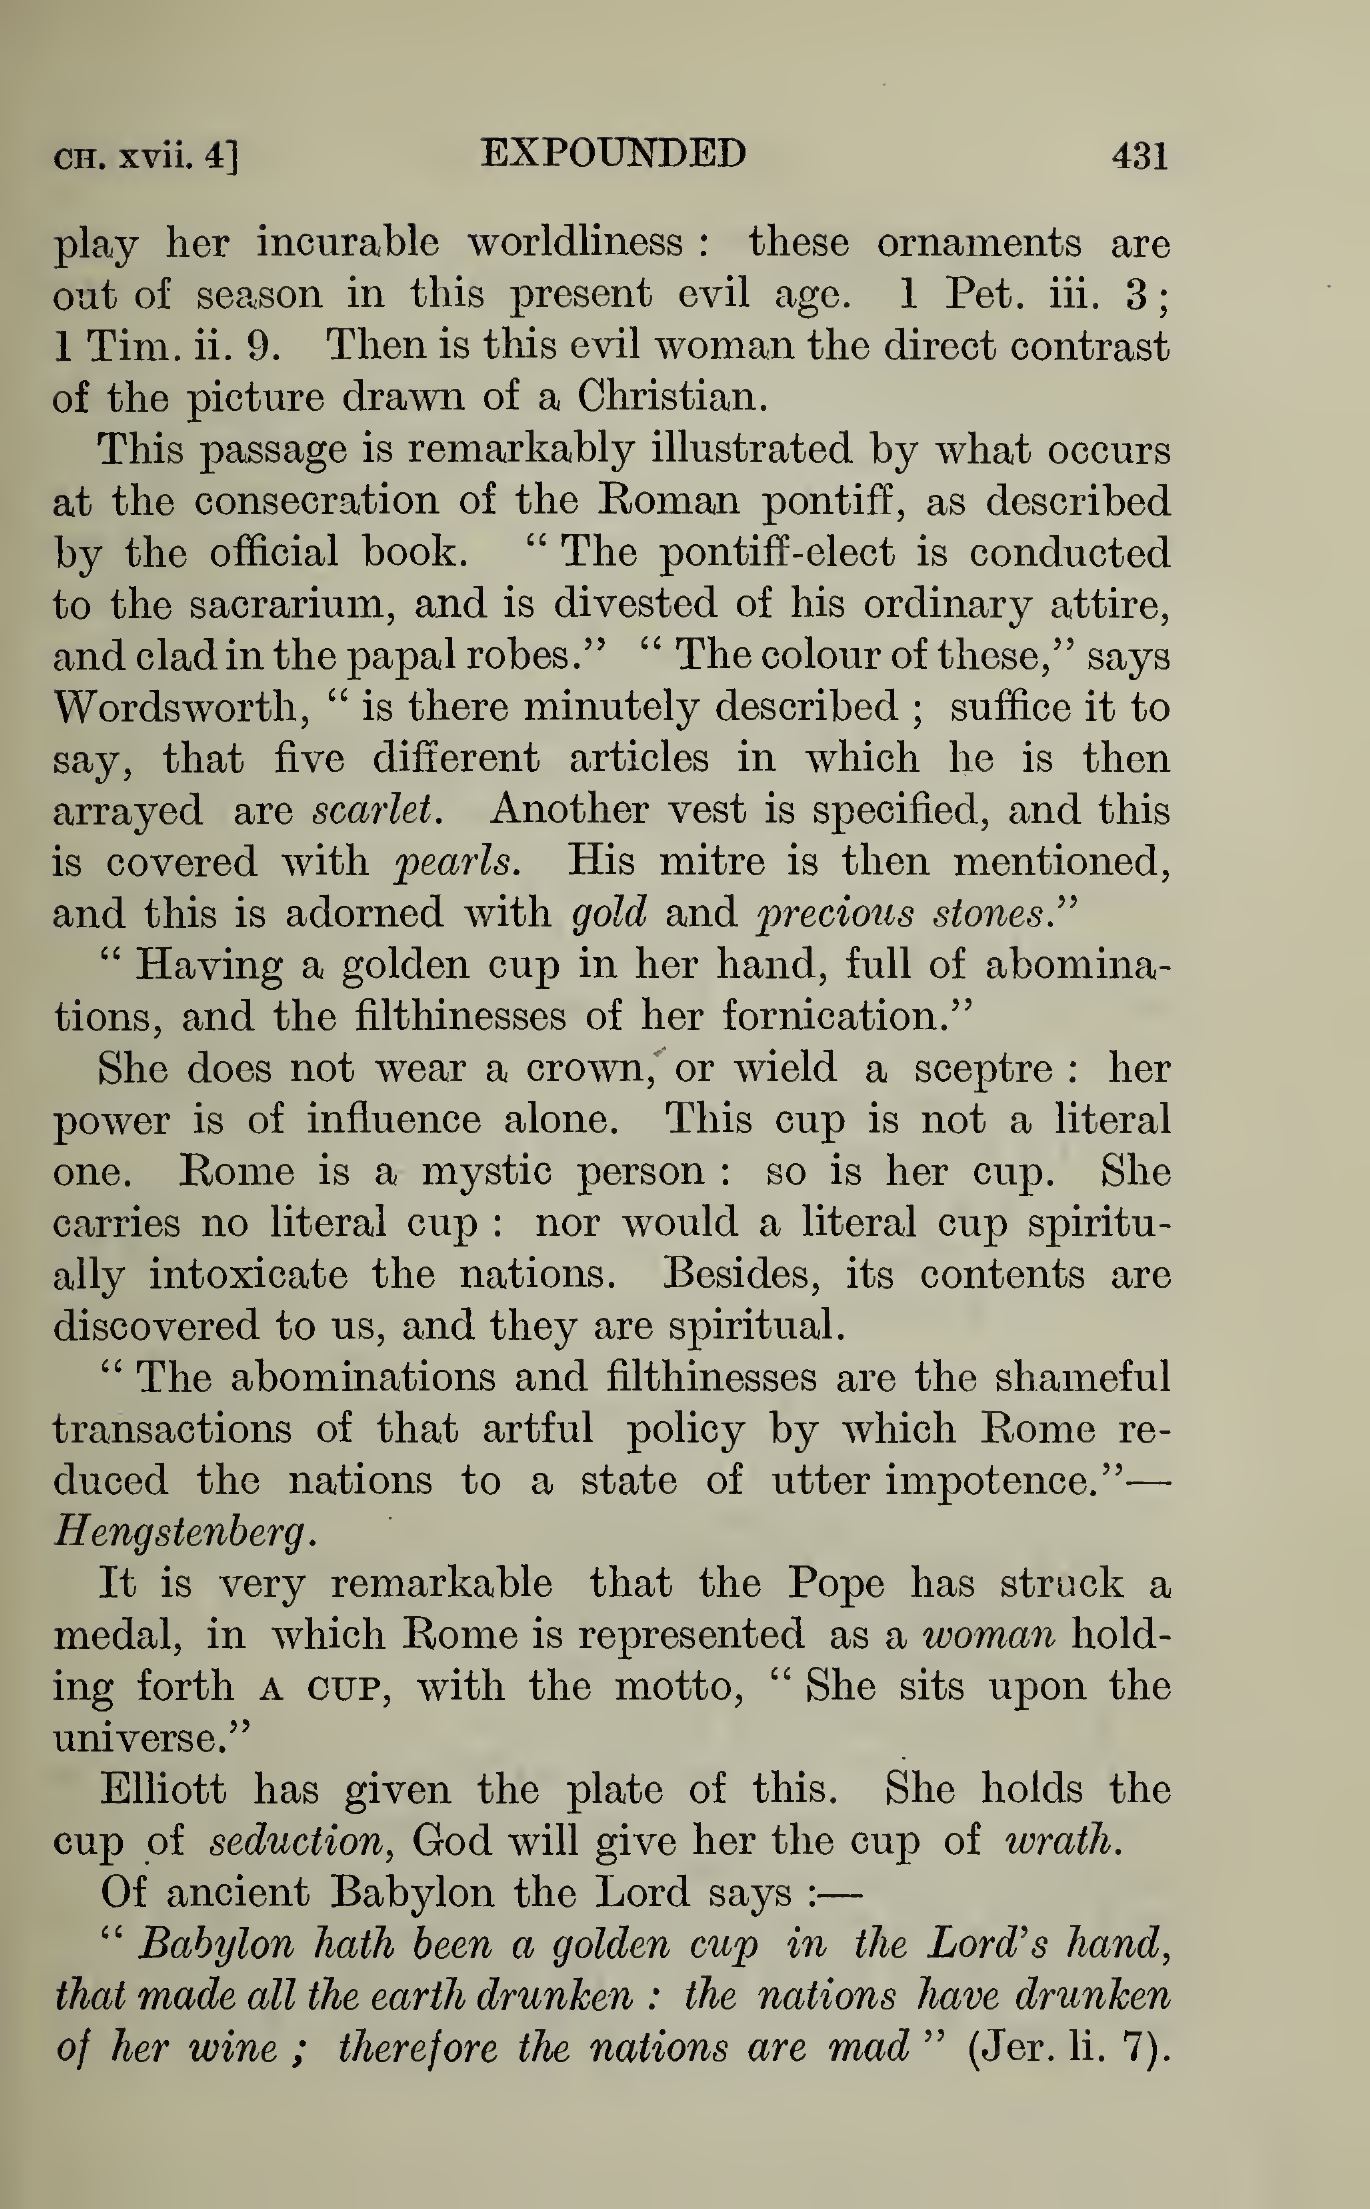 CH. xvii. 4] EXPOUNDED 431
play her incurable worldliness : these ornaments are
out of season in this present evil age. 1 Pet. iii. 3 ;
1 Tim. ii. 9. Then is this evil woman the direct contrast
of the picture drawn of a Christian.
This passage is remarkably illustrated by what occurs
at the consecration of the Roman pontiff, as described
by the official book. “ The pontiff-elect is conducted
to the sacrarium, and is divested of his ordinary attire,
and clad in the papal robes.” “ The colour of these,” says
Wordsworth, “ is there minutely described ; suffice it to
say, that five different articles in which he is then
arrayed are scarlet. Another vest is specified, and this
is covered with pearls. His mitre is then mentioned,
and this is adorned with gold and precious stones.”
“ Having a golden cup in her hand, full of abomina-
tions, and the filthinesses of her fornication.”
She does not wear a crown, or wield a sceptre : her
power is of influence alone. This cup is not a literal
one. Rome is a mystic person : so is her cup. She
carries no literal cup : nor would a literal cup spiritu-
ally intoxicate the nations. Besides, its contents are
discovered to us, and they are spiritual.
“ The abominations and filthinesses are the shameful
transactions of that artful policy by which Rome re-
duced the nations to a state of utter impotence.”—
Hengstenberg.
It is very remarkable that the Pope has struck a
medal, in which Rome is represented as a woman hold-
ing forth A CUP, with the motto, “ She sits upon the
universe.”
Elliott has given the plate of this. She holds the
cup of seduction, God will give her the cup of wrath.
Of ancient Babylon the Lord says :—
“ Babylon hath been a golden cup in the Lord’s hand,
that made all the earth drunken : the nations have drunken
of her wine ; therefore the nations are mad ” (Jer. li. 7).